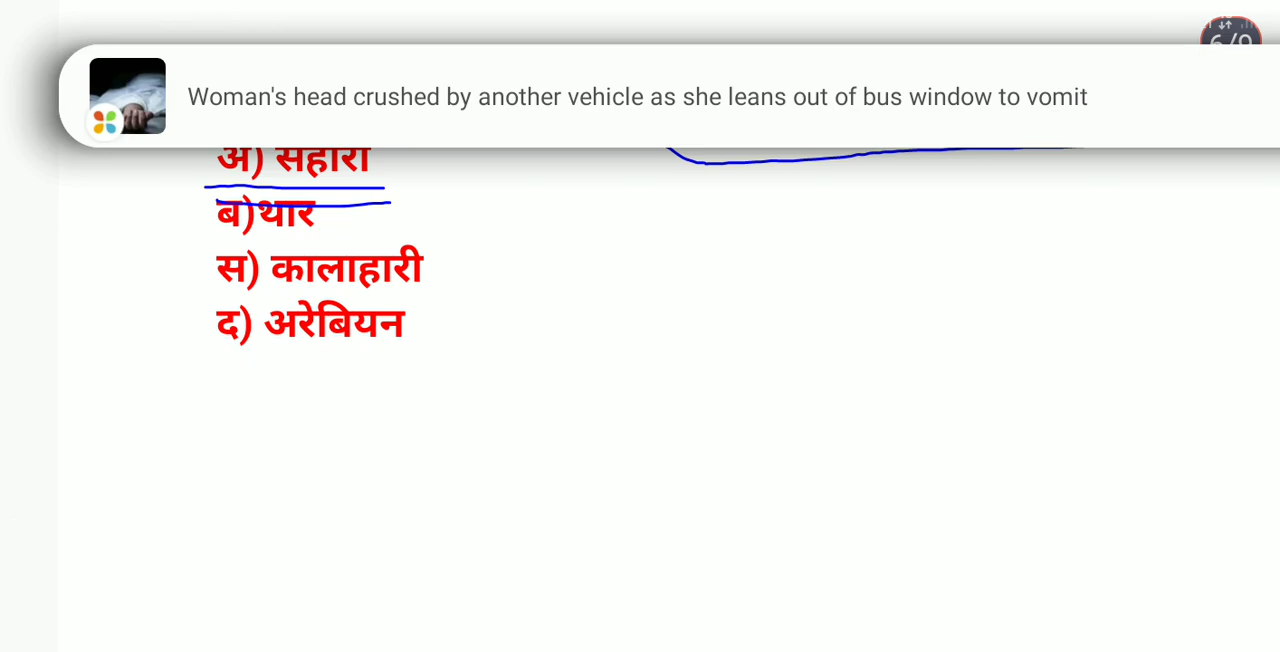 Woman's head crushed by another vehicle as she leans out of bus window to vomit
अ) सहारा
ब)थार
स) कालाहारी
द) अरेबियन